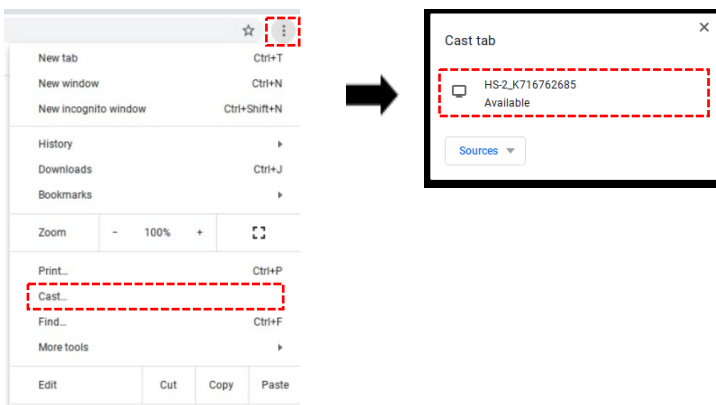 New tab Ctrl+T
New window Ctrl+N
New incognito window Ctrl+Shift+N
History
Downloads Ctrl+J
Bookmarks
Zoom - 100% +
Print... Ctrl+P
Cast...
Find... Ctrl+F
More tools
Edit Cut Copy Paste
Cast tab
HS-2_K716762685
Available
Sources